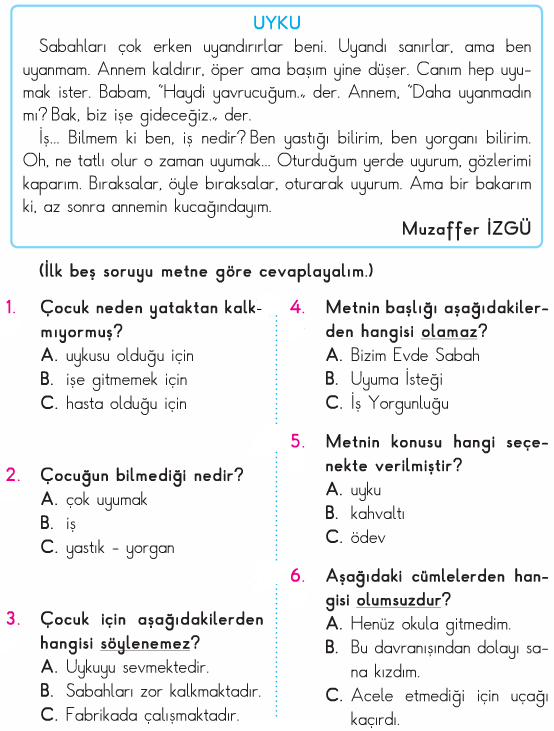 UYKU
Sabahları çok erken uyandırırlar beni. Uyandı sanırlar, ama ben
uyanmam. Annem kaldırır, öper ama başım yine düşer. Canım hep uyu-
mak ister. Babam, “Haydi yavrucuğum.„ der. Annem, “Daha uyanmadın
mı? Bak, biz işe gideceğiz.„ der.
İş... Bilmem ki ben, iş nedir? Ben yastığı bilirim, ben yorganı bilirim.
Oh, ne tatlı olur o zaman uyumak... Oturduğum yerde uyurum, gözlerimi
kaparım. Bıraksalar, öyle bıraksalar, oturarak uyurum. Ama bir bakarım
ki, az sonra annemin kucağındayım.
Muzaffer İZGÜ
(İlk beş soruyu metne göre cevaplayalım.)
1. Çocuk neden yataktan kalk-
mıyormuş?
A. uykusu olduğu için
B. işe gitmemek için
C. hasta olduğu için
2. Çocuğun bilmediği nedir?
A. çok uyumak
B. iş
C. yastık - yorgan
3. Çocuk için aşağıdakilerden
hangisi söylenemez?
A. Uykuyu sevmektedir.
B. Sabahları zor kalkmaktadır.
C. Fabrikada çalışmaktadır.
4. Metnin başlığı aşağıdakiler-
den hangisi olamaz?
A. Bizim Evde Sabah
B. Uyuma İsteği
C. İş Yorgunluğu
5. Metnin konusu hangi seçe-
nekte verilmiştir?
A. uyku
B. kahvaltı
C. ödev
6. Aşağıdaki cümlelerden han-
gisi olumsuzdur?
A. Henüz okula gitmedim.
B. Bu davranışından dolayı sa-
na kızdım.
C. Acele etmediği için uçağı
kaçırdı.